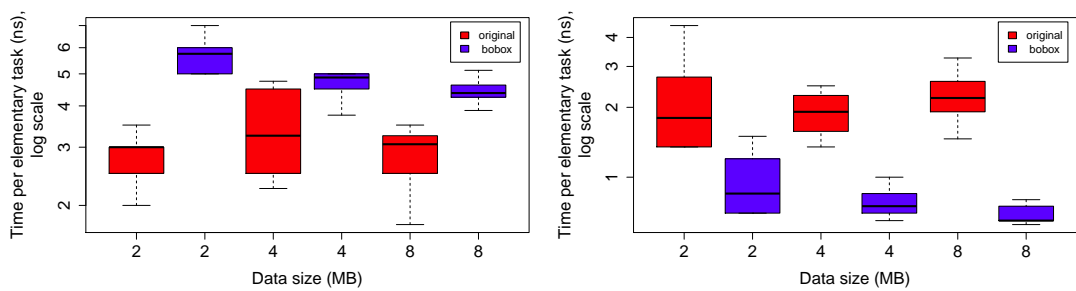 Time per elementary task (ns),
log scale
6
5
4
3
2
original
bobox
2
2
4
4
8
8
Data size (MB)
Time per elementary task (ns),
log scale
4
3
2
1
original
bobox
2
2
4
4
8
8
Data size (MB)